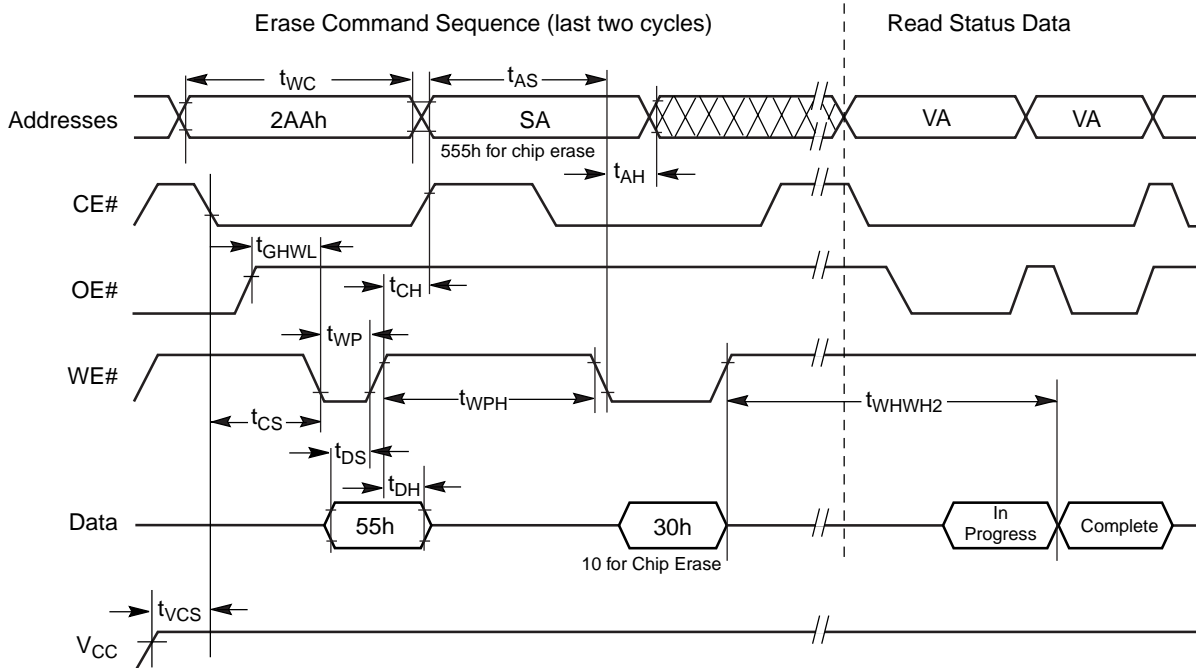 Erase Command Sequence (last two cycles)
Read Status Data
tWC
tAS
Addresses
2AAh
SA
VA
VA
555h for chip erase
tAH
CE#
tGHWL
OE#
tCH
tWP
WE#
tWPH
tWHWH2
tCS
tDS
tDH
Data
55h
30h
In
Progress
Complete
10 for Chip Erase
tVCS
VCC